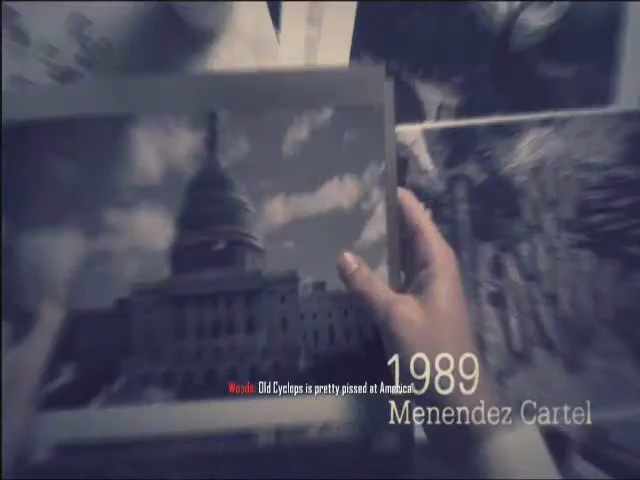 1989
Woods: Old Cyclops is pretty pissed at America.
Menendez Cartel